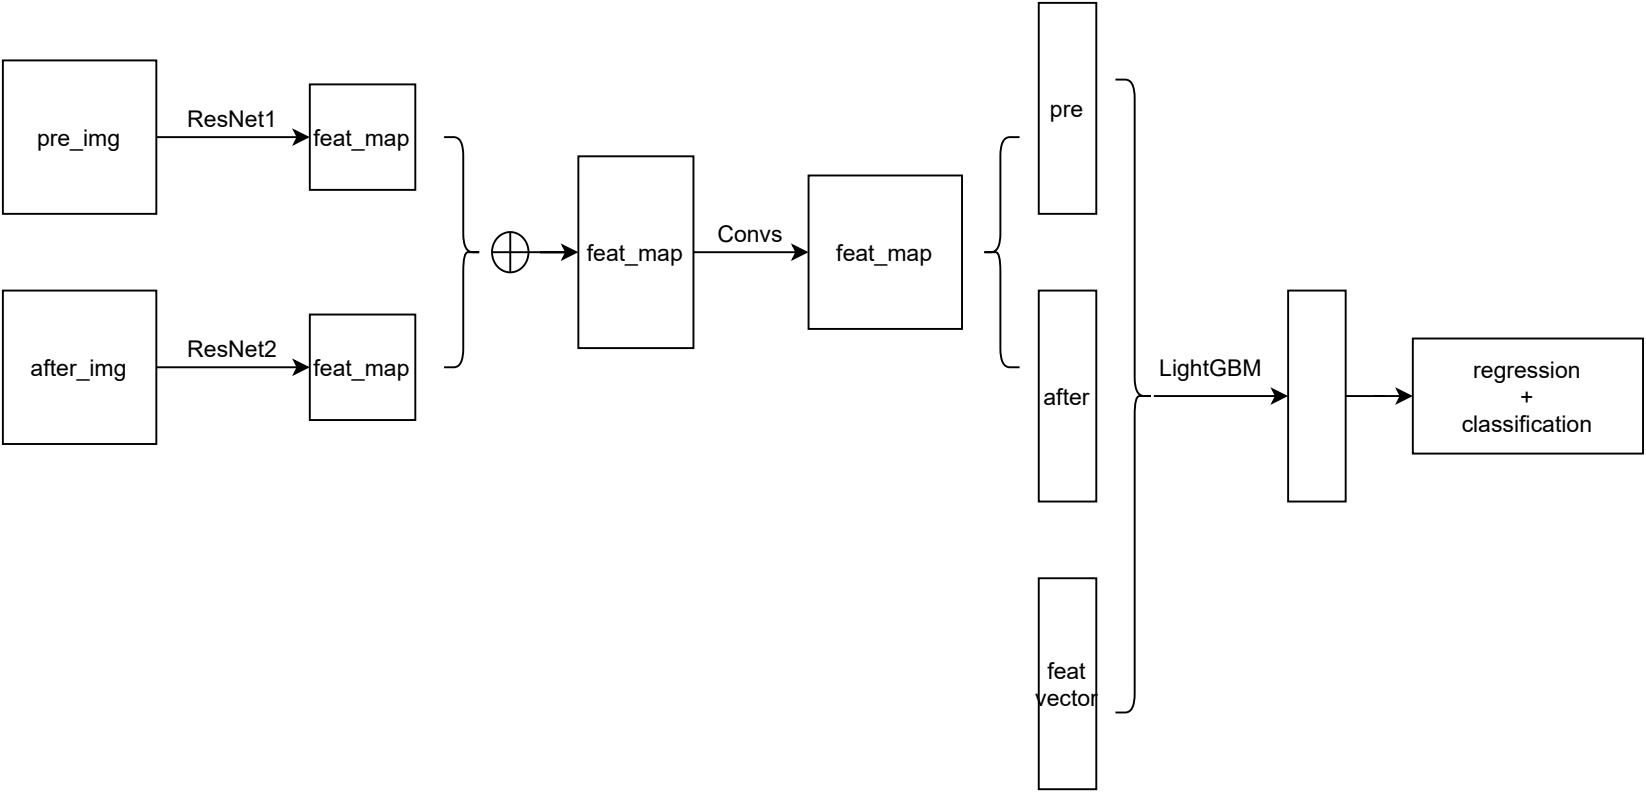 pre_img
ResNet1
feat_map
after_img
ResNet2
feat_map
feat_map
Convs
feat_map
pre
after
feat
vector
LightGBM
regression
+
classification